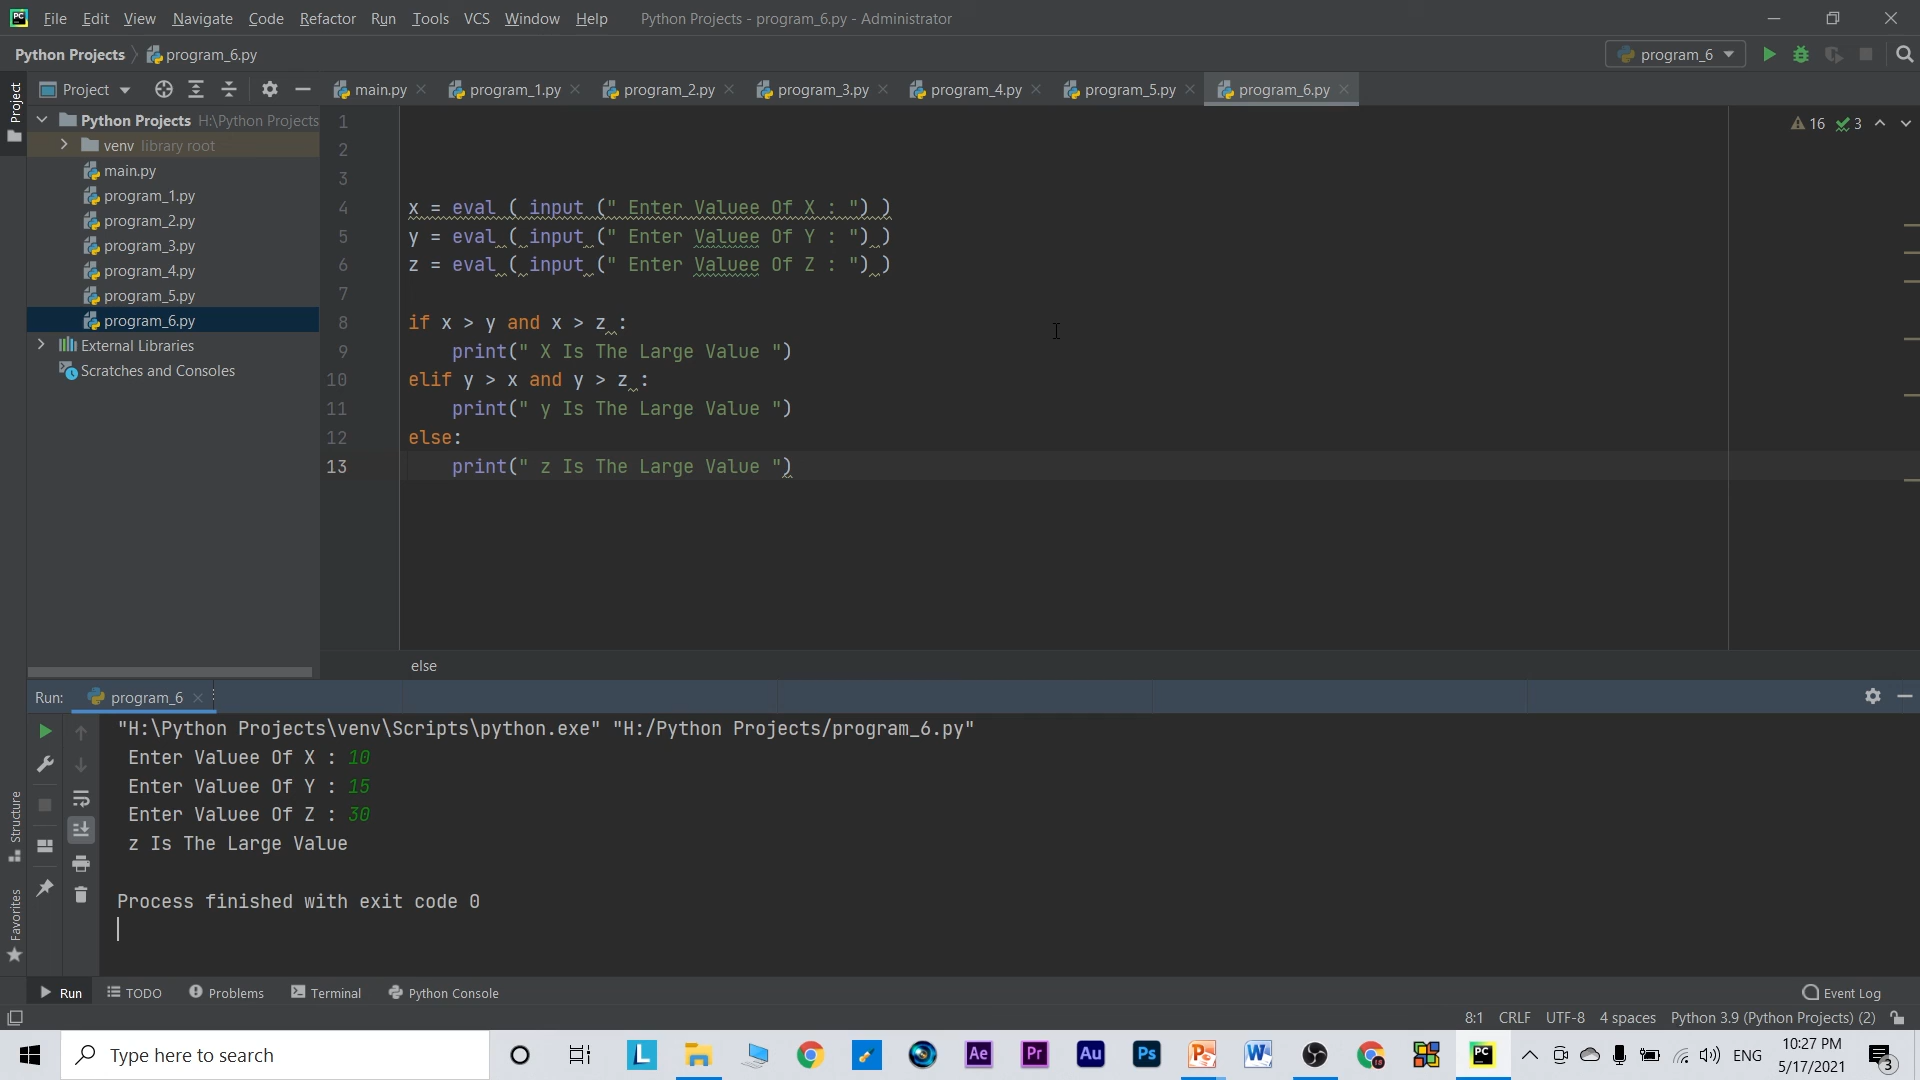 File Edit View Navigate Code Refactor Run Tools VCS Window Help Python Projects - program_6.py - Administrator
Python Projects program_6.py program_6
Project main.py program_1.py program_2.py program_3.py program_4.py program_5.py program_6.py
Project
Python Projects H:\Python Projects
venv library root
main.py
program_1.py
program_2.py
program_3.py
program_4.py
program_5.py
program_6.py
External Libraries
Scratches and Consoles
16 3
1
2
3
4 x = eval ( input (" Enter Valuee Of X : ") )
5 y = eval ( input (" Enter Valuee Of Y : ") )
6 z = eval ( input (" Enter Valuee Of Z : ") )
7
8 if x > y and x > z :
9 print(" X Is The Large Value ")
10 elif y > x and y > z :
11 print(" y Is The Large Value ")
12 else:
13 print(" z Is The Large Value ")
else
Run: program_6
"H:\Python Projects\venv\Scripts\python.exe" "H:/Python Projects/program_6.py"
Enter Valuee Of X : 10
Enter Valuee Of Y : 15
Enter Valuee Of Z : 30
z Is The Large Value
Process finished with exit code 0
Structure
Favorites
Run TODO Problems Terminal Python Console Event Log
8:1 CRLF UTF-8 4 spaces Python 3.9 (Python Projects) (2)
Type here to search L Ae Pr Au Ps PC ENG
10:27 PM
5/17/2021
3